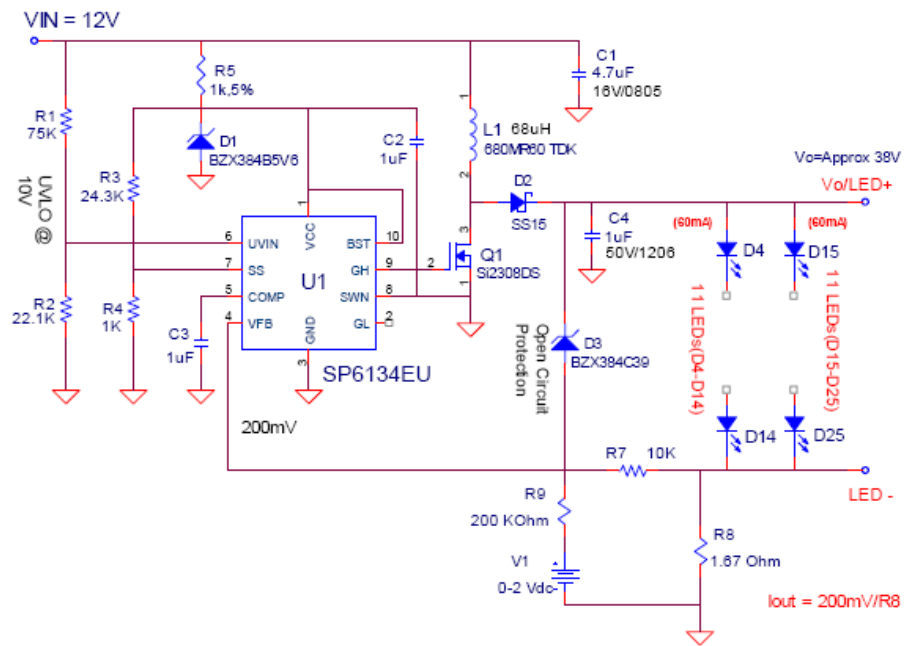 VIN = 12V
R5
1k,5%
C1
4.7uF
16V/0805
R1
75K
D1
BZX384B5V6
C2
1uF
1
L1 68uH
680MR60 TDK
2
Vo=Approx 38V
Vo/LED+
UVLO @
10V
R3
24.3K
D2
SS15
C4
1uF
50V/1206
(60mA)
(60mA)
D4
D15
1
VCC
6
UVIN
BST
10
7
SS
GH
9
5
COMP
SWN
8
4
VFB
GL
2
U1
GND
3
SP6134EU
3
2
Q1
Si2308DS
1
R2
22.1K
R4
1K
C3
1uF
200mV
Open Circuit
Protection
D3
BZX384C39
11 LEDs(D4-D14)
11 LEDs(D15-D25)
D14
D25
R7 10K
LED -
R9
200 KOhm
V1
0-2 Vdc
R8
1.67 Ohm
Iout = 200mV/R8